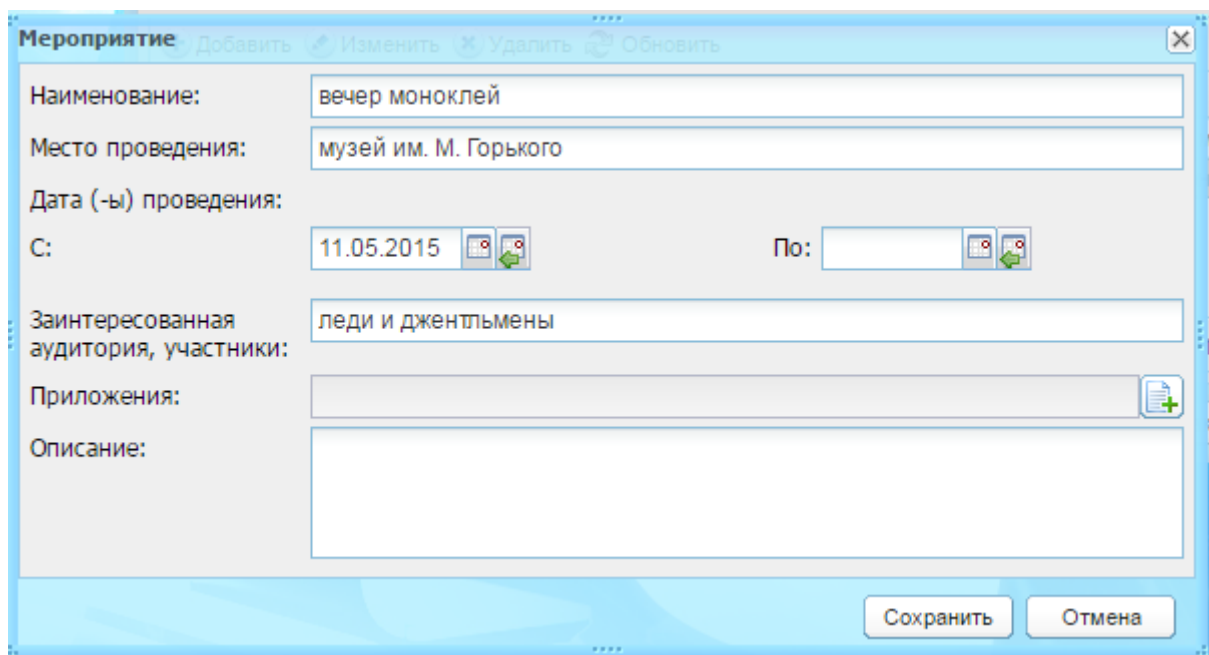 Мероприятие Добавить Изменить Удалить Обновить
Наименование: вечер моноклей
Место проведения: музей им. М. Горького
Дата (-ы) проведения:
С: 11.05.2015 По:
Заинтересованная
аудитория, участники: леди и джентльмены
Приложения:
Описание:
Сохранить Отмена